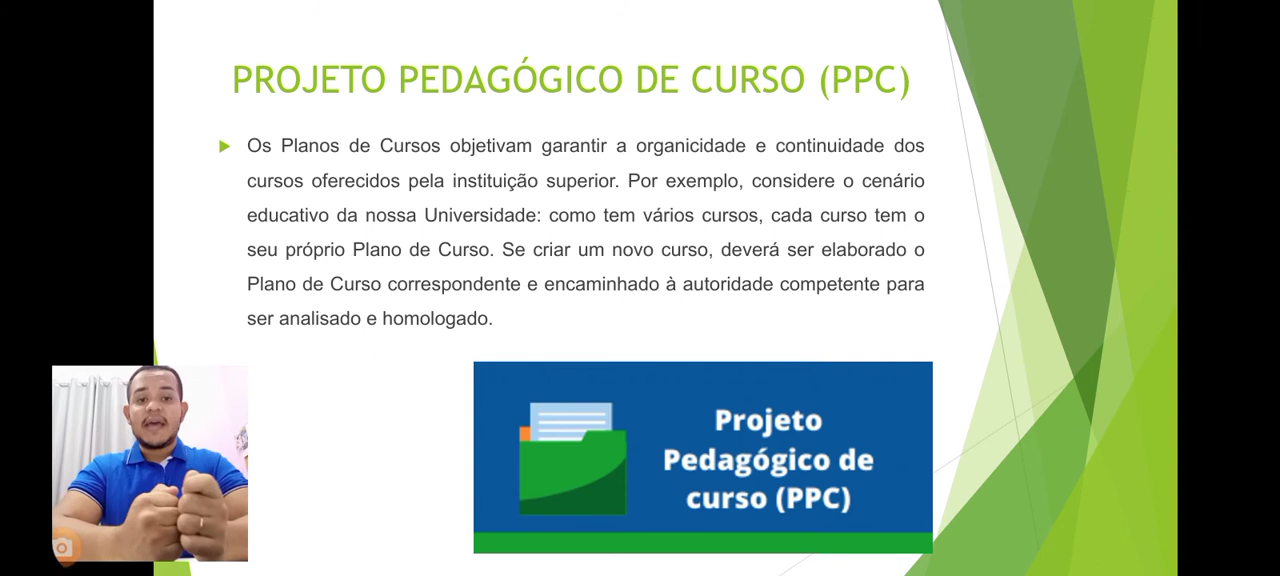 PROJETO PEDAGÓGICO DE CURSO (PPC)
Os Planos de Cursos objetivam garantir a organicidade e continuidade dos
cursos oferecidos pela instituição superior. Por exemplo, considere o cenário
educativo da nossa Universidade: como tem vários cursos, cada curso tem o
seu próprio Plano de Curso. Se criar um novo curso, deverá ser elaborado o
Plano de Curso correspondente e encaminhado à autoridade competente para
ser analisado e homologado.
Projeto
Pedagógico de
curso (PPC)